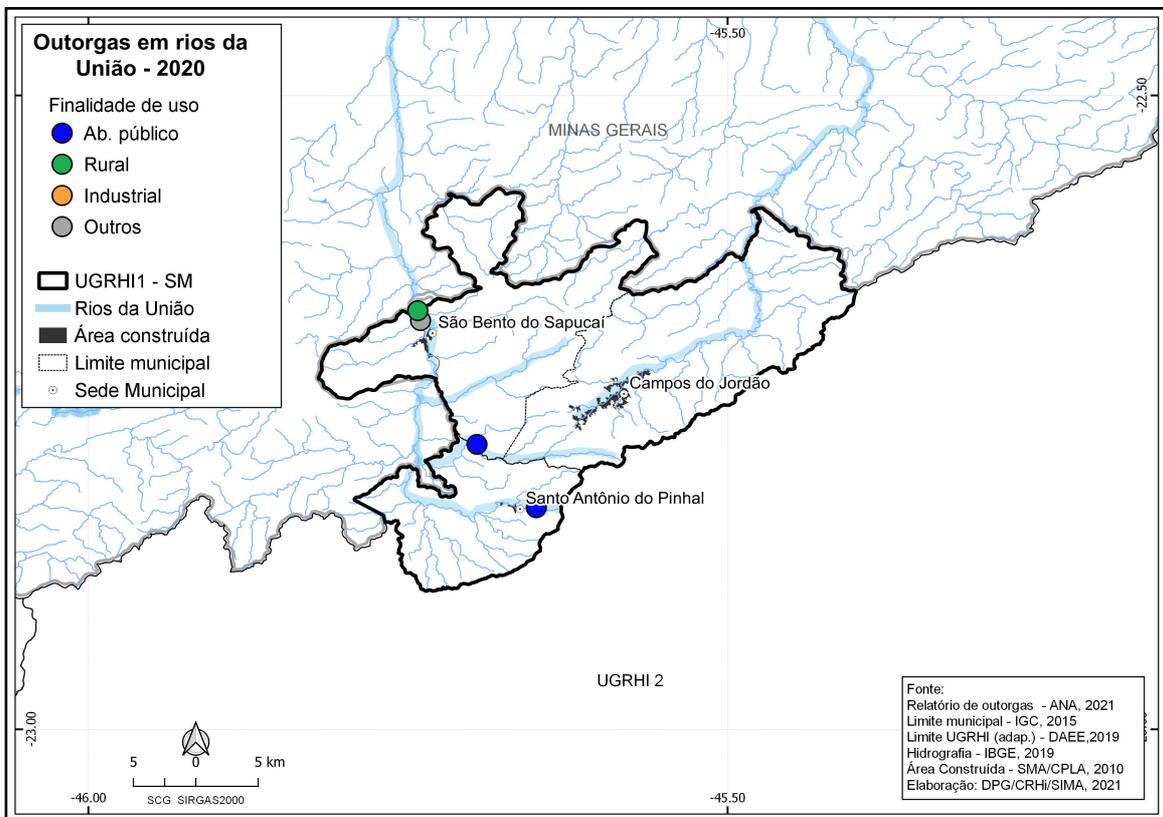 Outorgas em rios da
União - 2020
Finalidade de uso
Ab. público
Rural
Industrial
Outros
UGRHI1 - SM
Rios da União
Área construída
Limite municipal
Sede Municipal
-45.50
-22.50
MINAS GERAIS
São Bento do Sapucaí
Campos do Jordão
Santo Antônio do Pinhal
UGRHI 2
-23.00
5 0 5 km
SCG SIRGAS2000
-46.00
-45.50
Fonte:
Relatório de outorgas - ANA, 2021
Limite municipal - IGC, 2015
Limite UGRHI (adap.) - DAEE,2019
Hidrografia - IBGE, 2019
Área Construída - SMA/CPLA, 2010
Elaboração: DPG/CRHi/SIMA, 2021